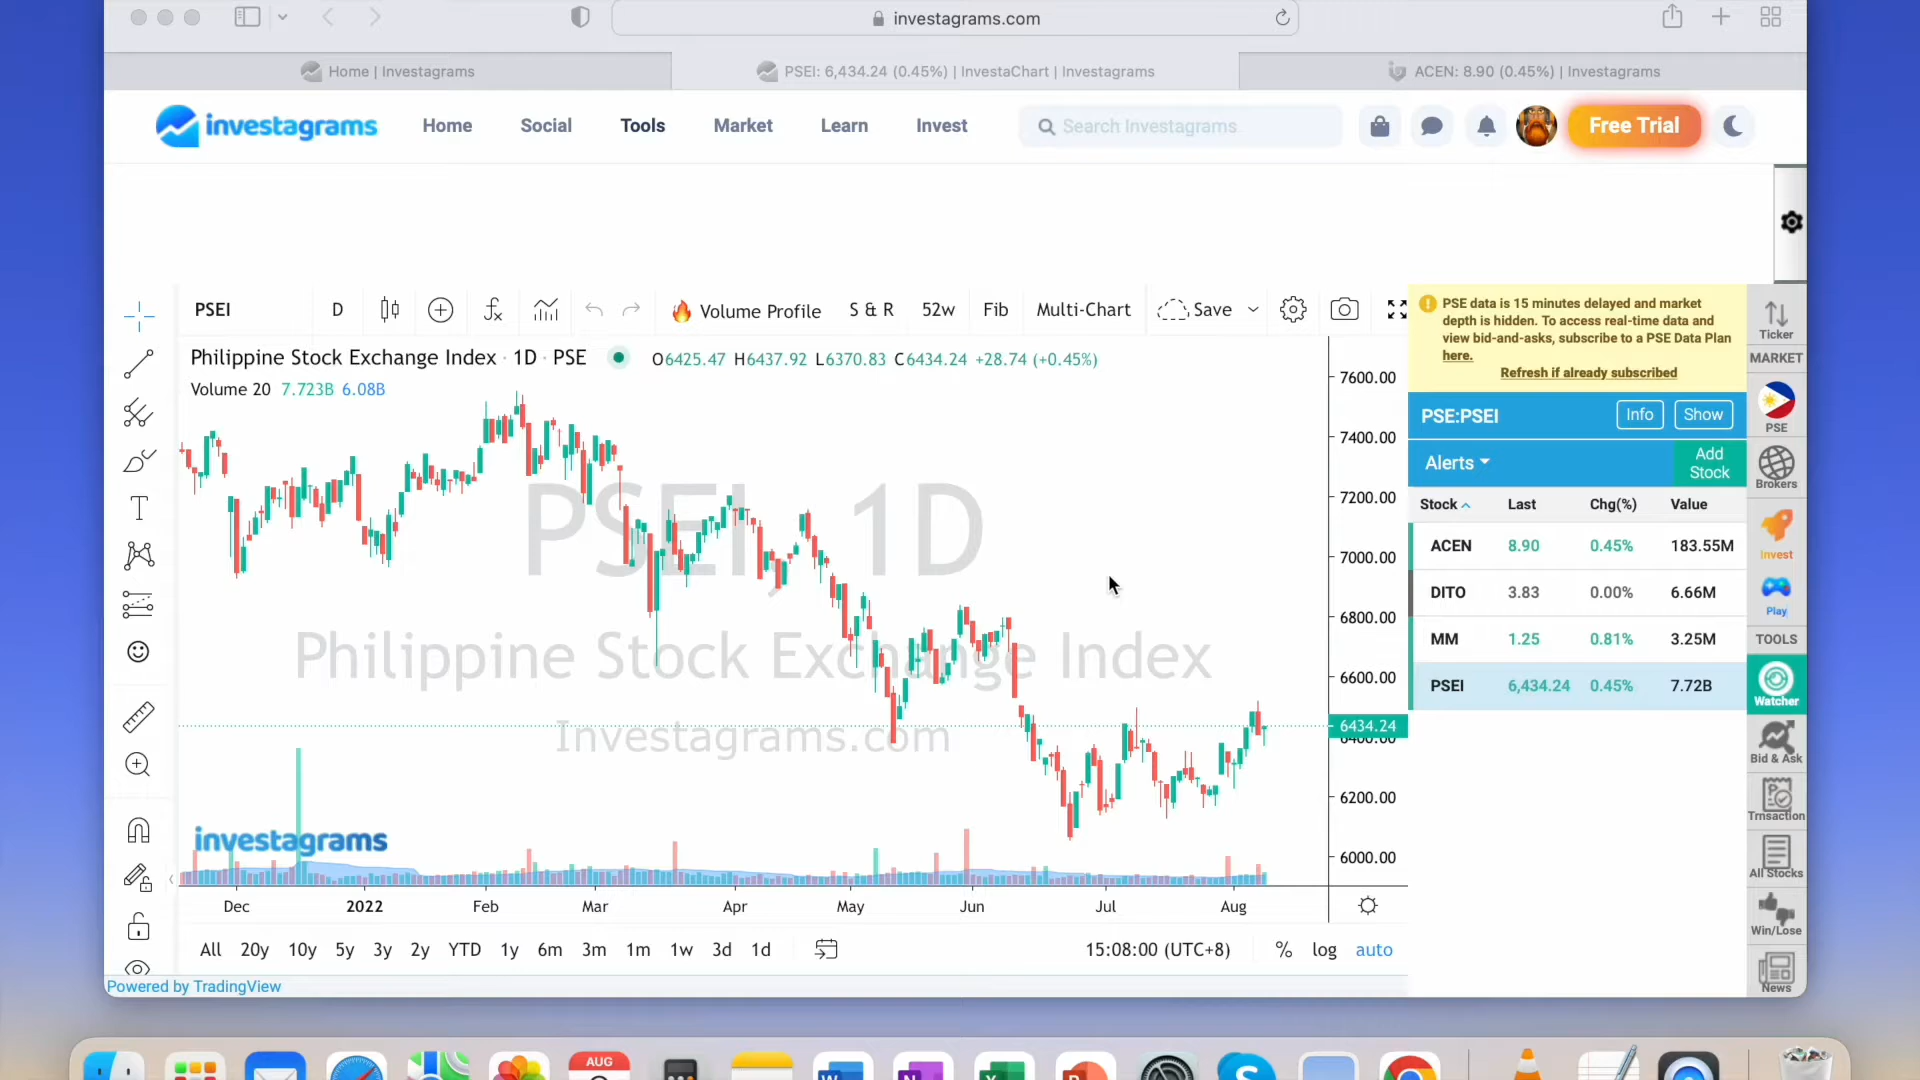 investagrams.com
Home | Investagrams
PSEI: 6,434.24 (0.45%) | InvestaChart | Investagrams
ACEN: 8.90 (0.45%) | Investagrams
investagrams
Home
Social
Tools
Market
Learn
Invest
Search Investagrams
Free Trial
PSEI
D
Volume Profile
S & R
52w
Fib
Multi-Chart
Save
Philippine Stock Exchange Index · 1D · PSE
O6425.47 H6437.92 L6370.83 C6434.24 +28.74 (+0.45%)
Volume 20 7.723B 6.08B
PSEI, 1D
Philippine Stock Exchange Index
Investagrams.com
investagrams
7600.00
7400.00
7200.00
7000.00
6800.00
6600.00
6434.24
6400.00
6200.00
6000.00
Dec
2022
Feb
Mar
Apr
May
Jun
Jul
Aug
All
20y
10y
5y
3y
2y
YTD
1y
6m
3m
1m
1w
3d
1d
15:08:00 (UTC+8)
%
log
auto
Powered by TradingView
PSE data is 15 minutes delayed and market
depth is hidden. To access real-time data and
view bid-and-asks, subscribe to a PSE Data Plan
here.
Refresh if already subscribed
PSE:PSEI
Info
Show
Alerts
Add
Stock
Stock Last Chg(%) Value
ACEN 8.90 0.45% 183.55M
DITO 3.83 0.00% 6.66M
MM 1.25 0.81% 3.25M
PSEI 6,434.24 0.45% 7.72B
Ticker
MARKET
PSE
Brokers
Invest
Play
TOOLS
Watcher
Bid & Ask
Trnsaction
All Stocks
Win/Lose
News
AUG